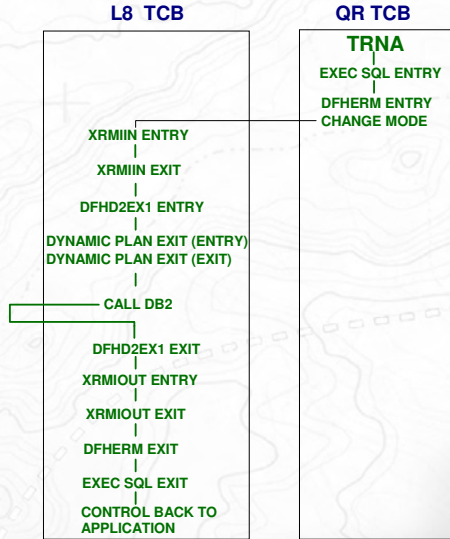 L8 TCB
QR TCB
TRNA
EXEC SQL ENTRY
DFHERM ENTRY
CHANGE MODE
XRMIIN ENTRY
XRMIIN EXIT
DFHD2EX1 ENTRY
DYNAMIC PLAN EXIT (ENTRY)
DYNAMIC PLAN EXIT (EXIT)
CALL DB2
DFHD2EX1 EXIT
XRMIOUT ENTRY
XRMIOUT EXIT
DFHERM EXIT
EXEC SQL EXIT
CONTROL BACK TO
APPLICATION